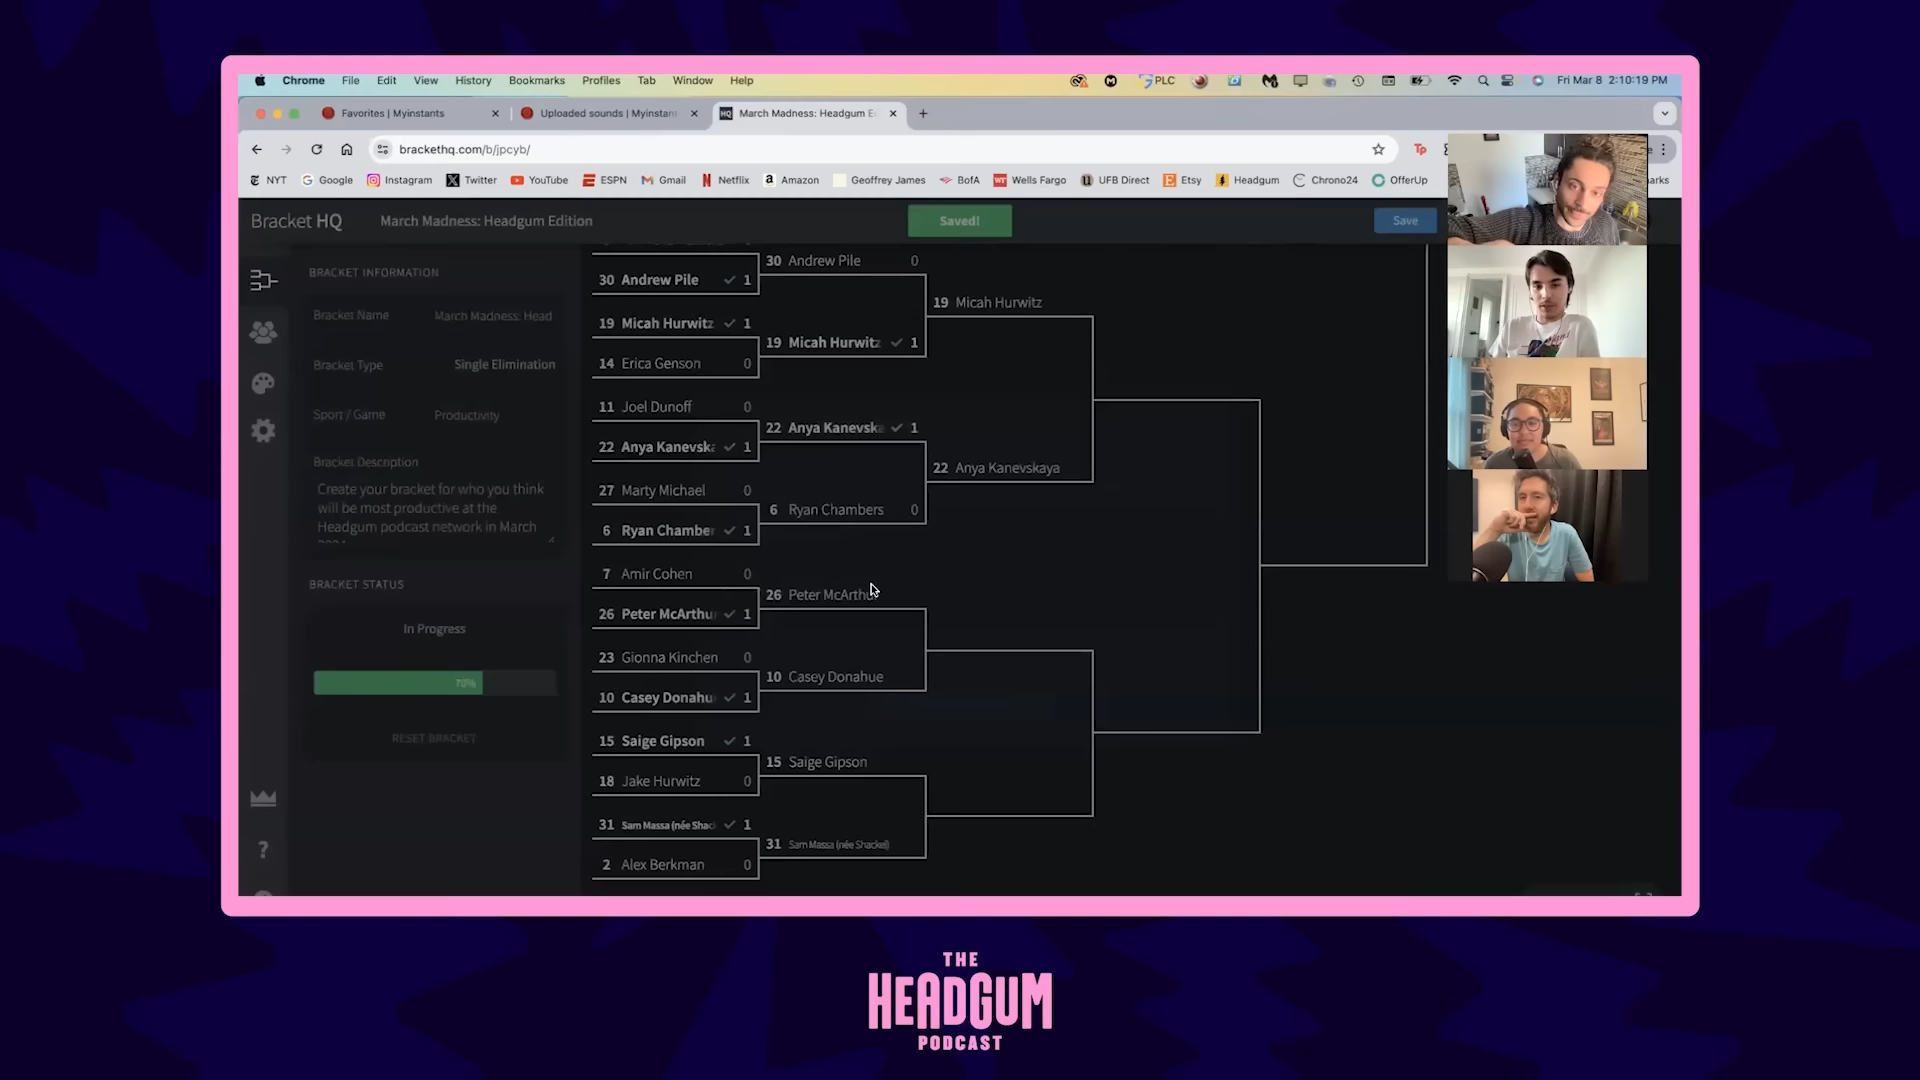 Chrome File Edit View History Bookmarks Profiles Tab Window Help PLC Fri Mar 8 2:10:19 PM
Favorites | Myinstants Uploaded sounds | Myinstan March Madness: Headgum E
brackethq.com/b/jpcyb/ Tp
NYT Google Instagram Twitter YouTube ESPN Gmail Netflix Amazon Geoffrey James BofA Wells Fargo UFB Direct Etsy Headgum Chrono24 OfferUp arks
Bracket HQ March Madness: Headgum Edition Saved! Save
BRACKET INFORMATION
Bracket Name March Madness: Head
Bracket Type Single Elimination
Sport / Game Productivity
Bracket Description
Create your bracket for who you think
will be most productive at the
Headgum podcast network in March
BRACKET STATUS
In Progress
70%
RESET BRACKET
30 Andrew Pile 1
19 Micah Hurwitz 1
14 Erica Genson 0
11 Joel Dunoff 0
22 Anya Kanevska 1
27 Marty Michael 0
6 Ryan Chamber 1
7 Amir Cohen 0
26 Peter McArthu 1
23 Gionna Kinchen 0
10 Casey Donahu 1
15 Saige Gipson 1
18 Jake Hurwitz 0
31 Sam Massa (née Shac 1
2 Alex Berkman 0
30 Andrew Pile 0
19 Micah Hurwitz 1
22 Anya Kanevsk 1
6 Ryan Chambers 0
26 Peter McArthu
10 Casey Donahue
15 Saige Gipson
31 Sam Massa (née Shackel)
19 Micah Hurwitz
22 Anya Kanevskaya
THE
HEADGUM
PODCAST